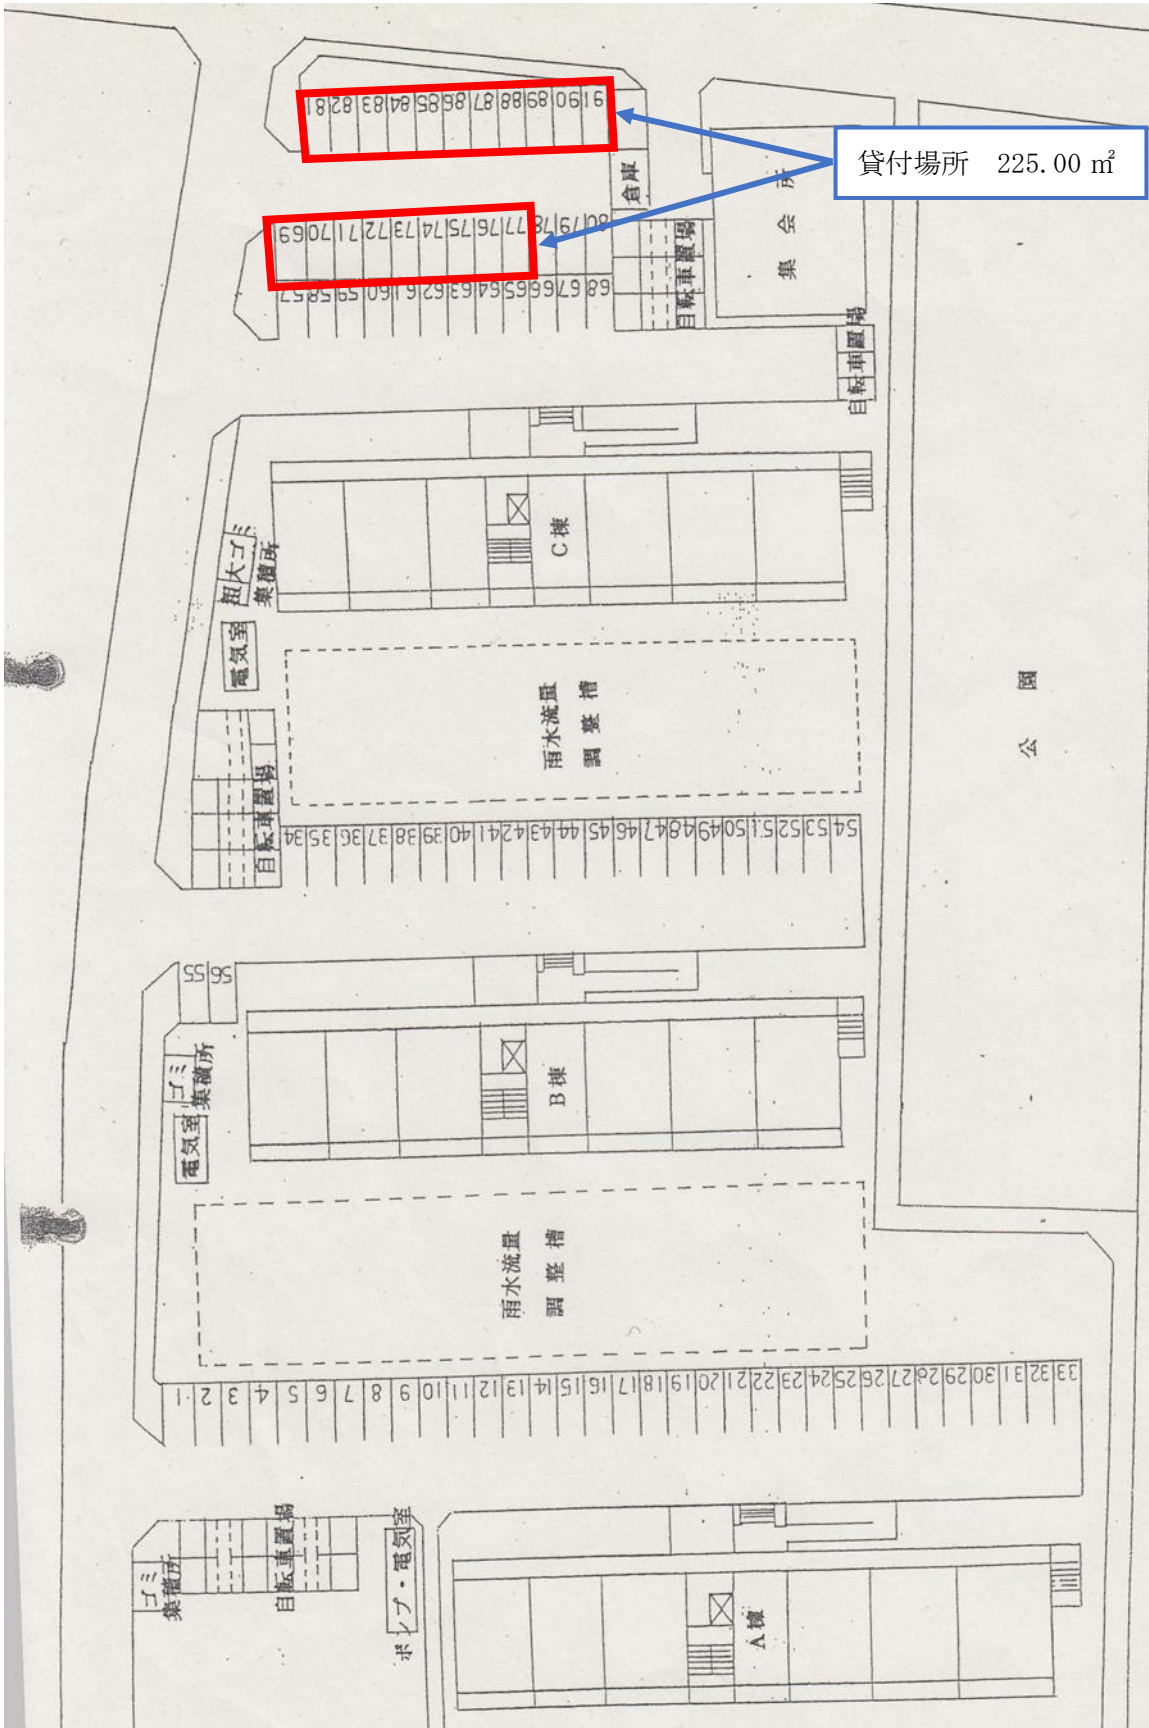 81 82 83 84 85 86 87 88 89 90 91
貸付場所 225.00 ㎡
倉庫
集会所
69 70 71 72 73 74 75 76 77 78 79 80
自転車置場
57 58 59 60 61 62 63 64 65 66 67 68
自転車置場
C棟
粗大ゴミ
集積所
電気室
雨水流量
調整槽
公園
自転車置場
34 35 36 37 38 39 40 41 42 43 44 45 46 47 48 49 50 51 52 53 54
55 56
ゴミ
集積所
B棟
電気室
雨水流量
調整槽
1 2 3 4 5 6 7 8 9 10 11 12 13 14 15 16 17 18 19 20 21 22 23 24 25 26 27 28 29 30 31 32 33
ゴミ
集積所
自転車置場
ポンプ・電気室
A棟